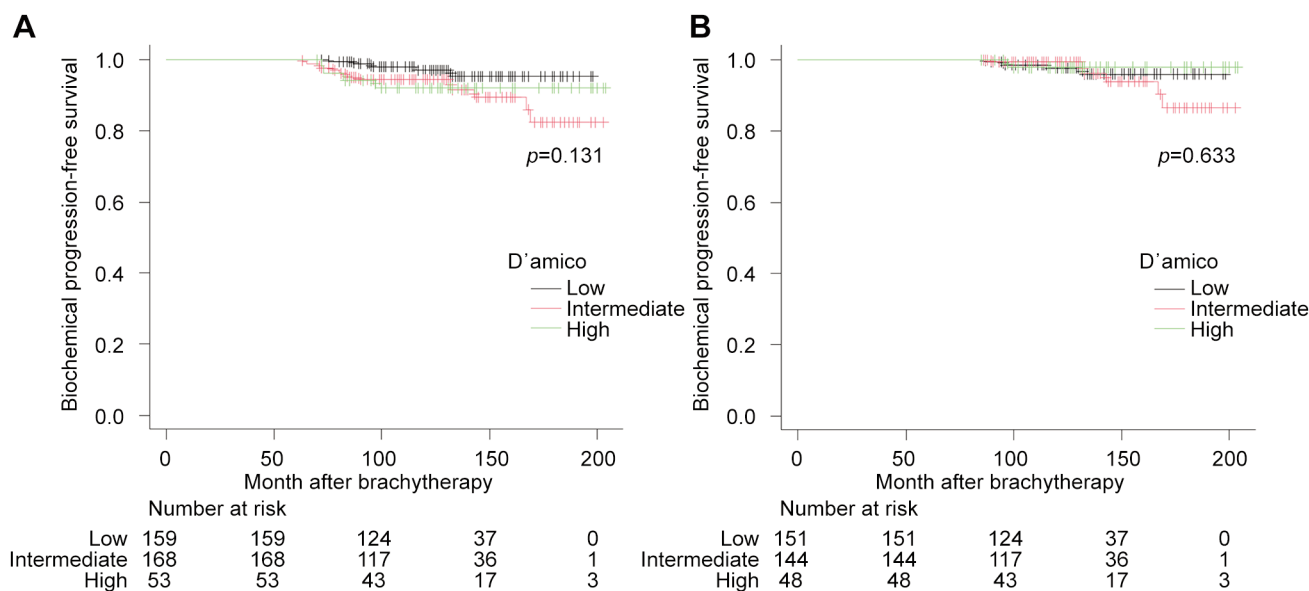 A
Biochemical progression-free survival
1.0
0.8
0.6
0.4
0.2
0.0
p=0.131
D’amico
Low
Intermediate
High
0 50 100 150 200
Month after brachytherapy
Number at risk
Low 159 159 124 37 0
Intermediate 168 168 117 36 1
High 53 53 43 17 3
B
Biochemical progression-free survival
1.0
0.8
0.6
0.4
0.2
0.0
p=0.633
D’amico
Low
Intermediate
High
0 50 100 150 200
Month after brachytherapy
Number at risk
Low 151 151 124 37 0
Intermediate 144 144 117 36 1
High 48 48 43 17 3